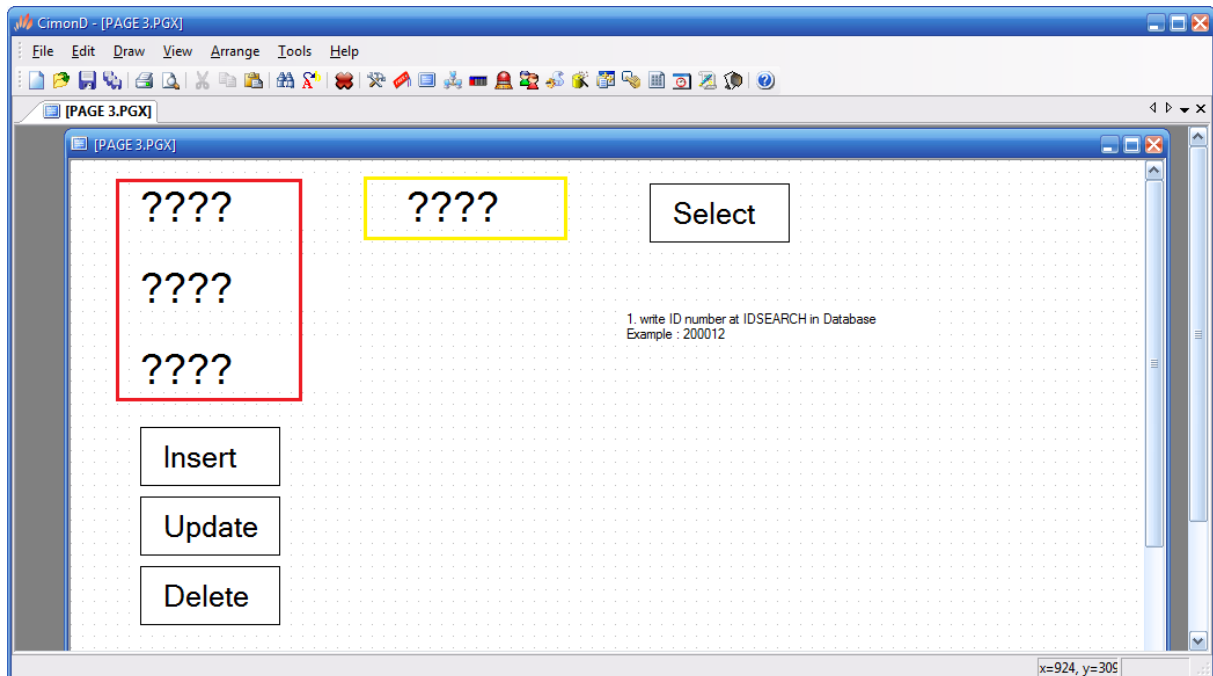 CimonD - [PAGE 3.PGX]
File Edit Draw View Arrange Tools Help
[PAGE 3.PGX]
[PAGE 3.PGX]
???? ???? Select
????
1. write ID number at IDSEARCH in Database
Example : 200012
????
Insert
Update
Delete
x=924, y=309